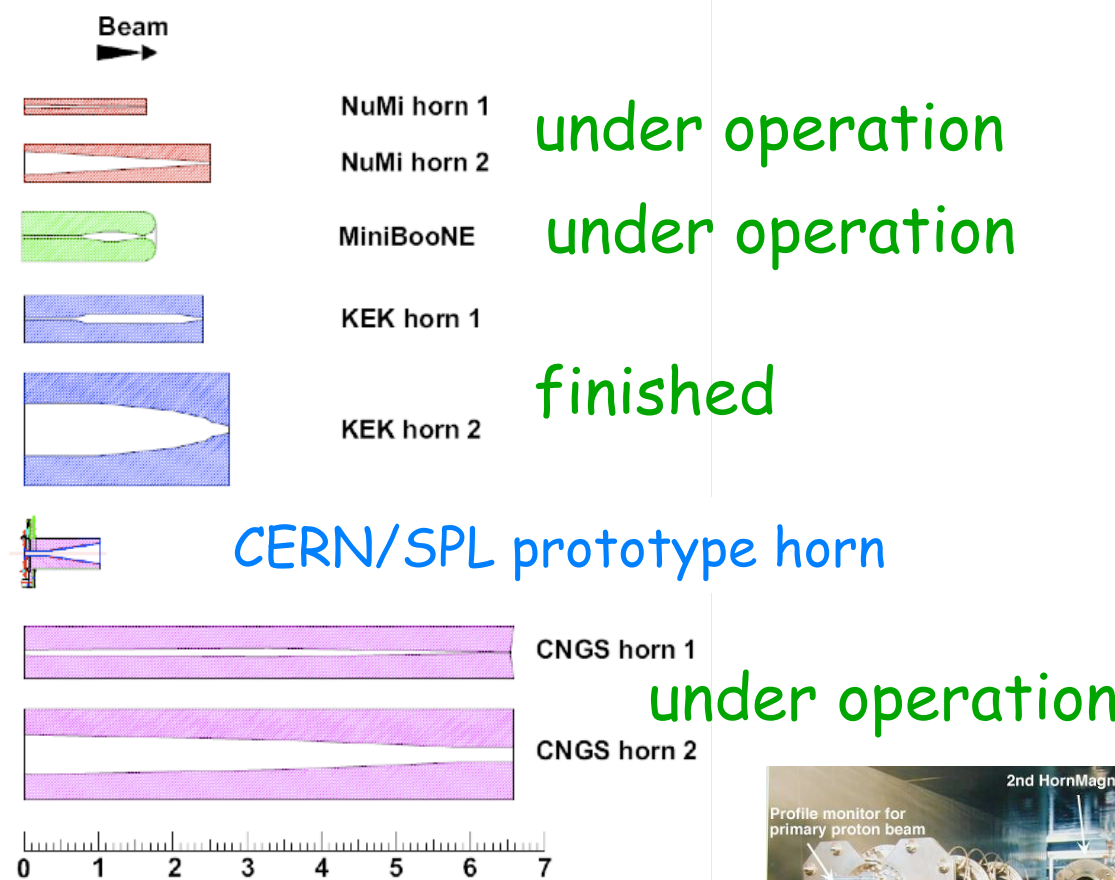 Beam
NuMi horn 1
under operation
NuMi horn 2
under operation
MiniBooNE
KEK horn 1
finished
KEK horn 2
CERN/SPL prototype horn
CNGS horn 1
under operation
CNGS horn 2
2nd HornMagn
Profile monitor for
primary proton beam
0 1 2 3 4 5 6 7